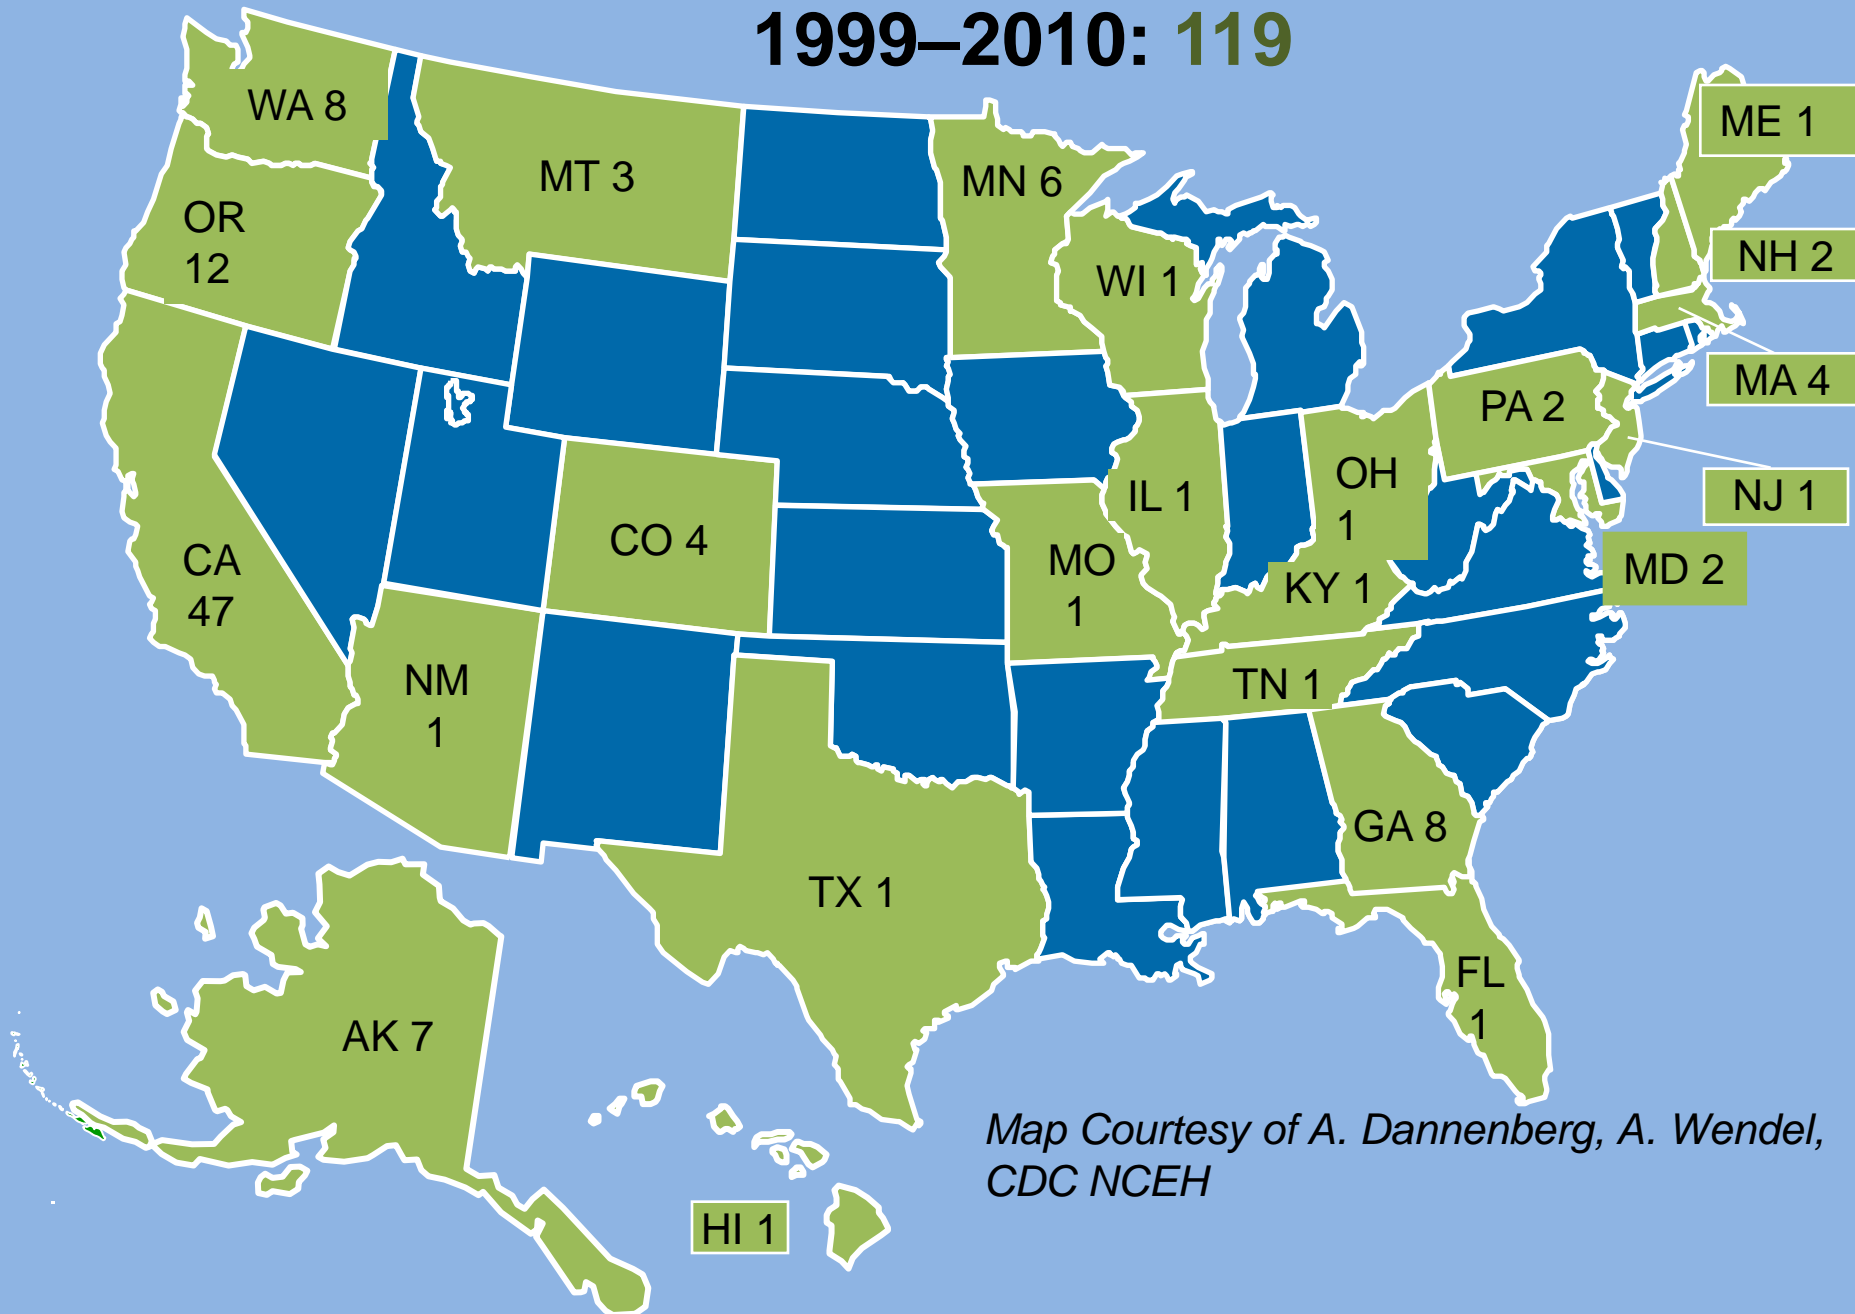 1999–2010: 119
WA 8
MT 3
MN 6
ME 1
OR
12
WI 1
NH 2
MA 4
PA 2
CA
47
CO 4
MO
1
IL 1
OH
1
NJ 1
KY 1
MD 2
NM
1
TN 1
TX 1
GA 8
FL
1
AK 7
HI 1
Map Courtesy of A. Dannenberg, A. Wendel,
CDC NCEH